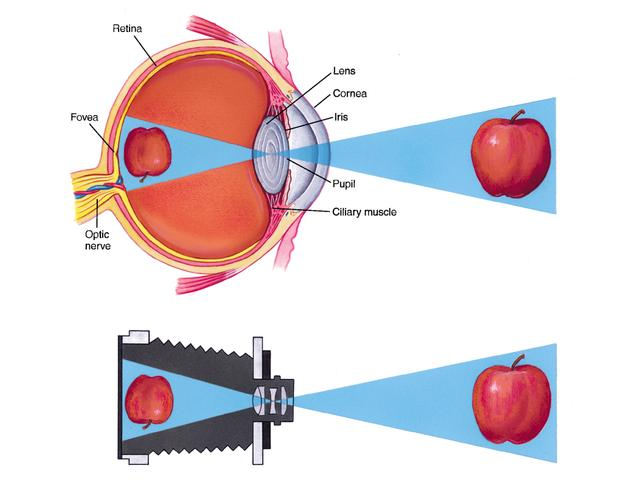 Retina
Lens
Cornea
Iris
Fovea
Pupil
Ciliary muscle
Optic
nerve